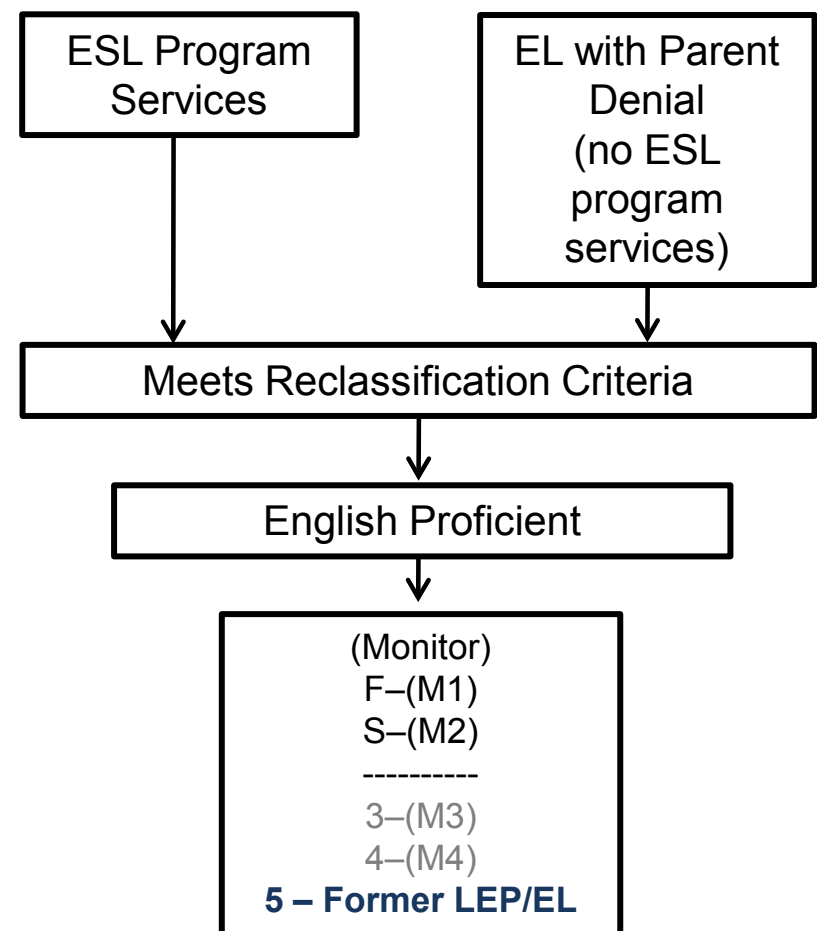 ESL Program
Services
EL with Parent
Denial
(no ESL
program
services)
Meets Reclassification Criteria
English Proficient
(Monitor)
F–(M1)
S–(M2)
----------
3–(M3)
4–(M4)
5 – Former LEP/EL